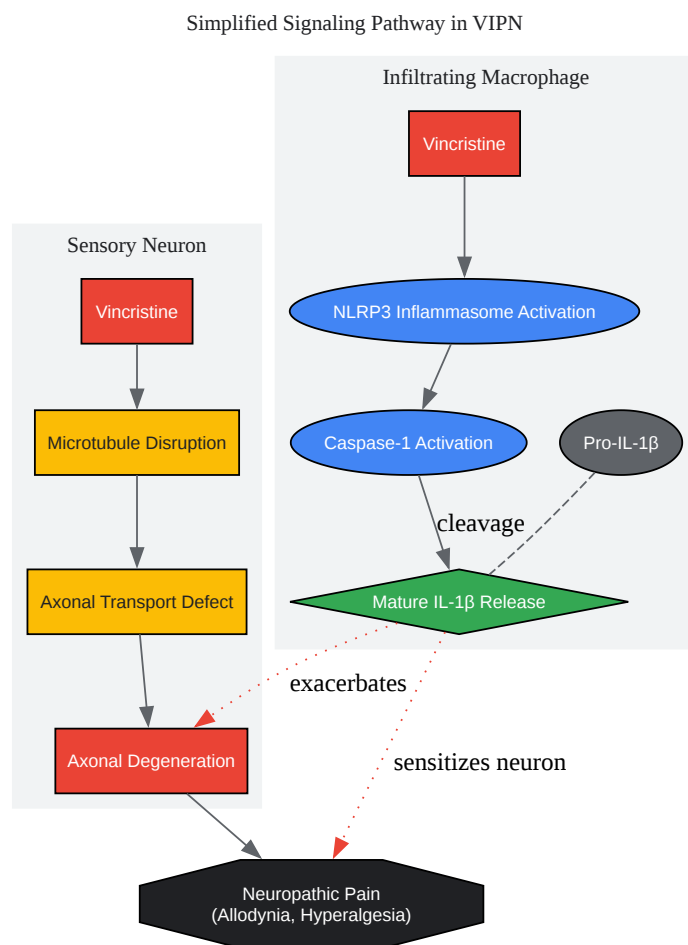 Simplified Signaling Pathway in VIPN
Infiltrating Macrophage
Vincristine
Sensory Neuron
Vincristine
NLRP3 Inflammasome Activation
Microtubule Disruption
Caspase-1 Activation
Pro-IL-1β
cleavage
Axonal Transport Defect
Mature IL-1β Release
exacerbates
Axonal Degeneration
sensitizes neuron
Neuropathic Pain
(Allodynia, Hyperalgesia)